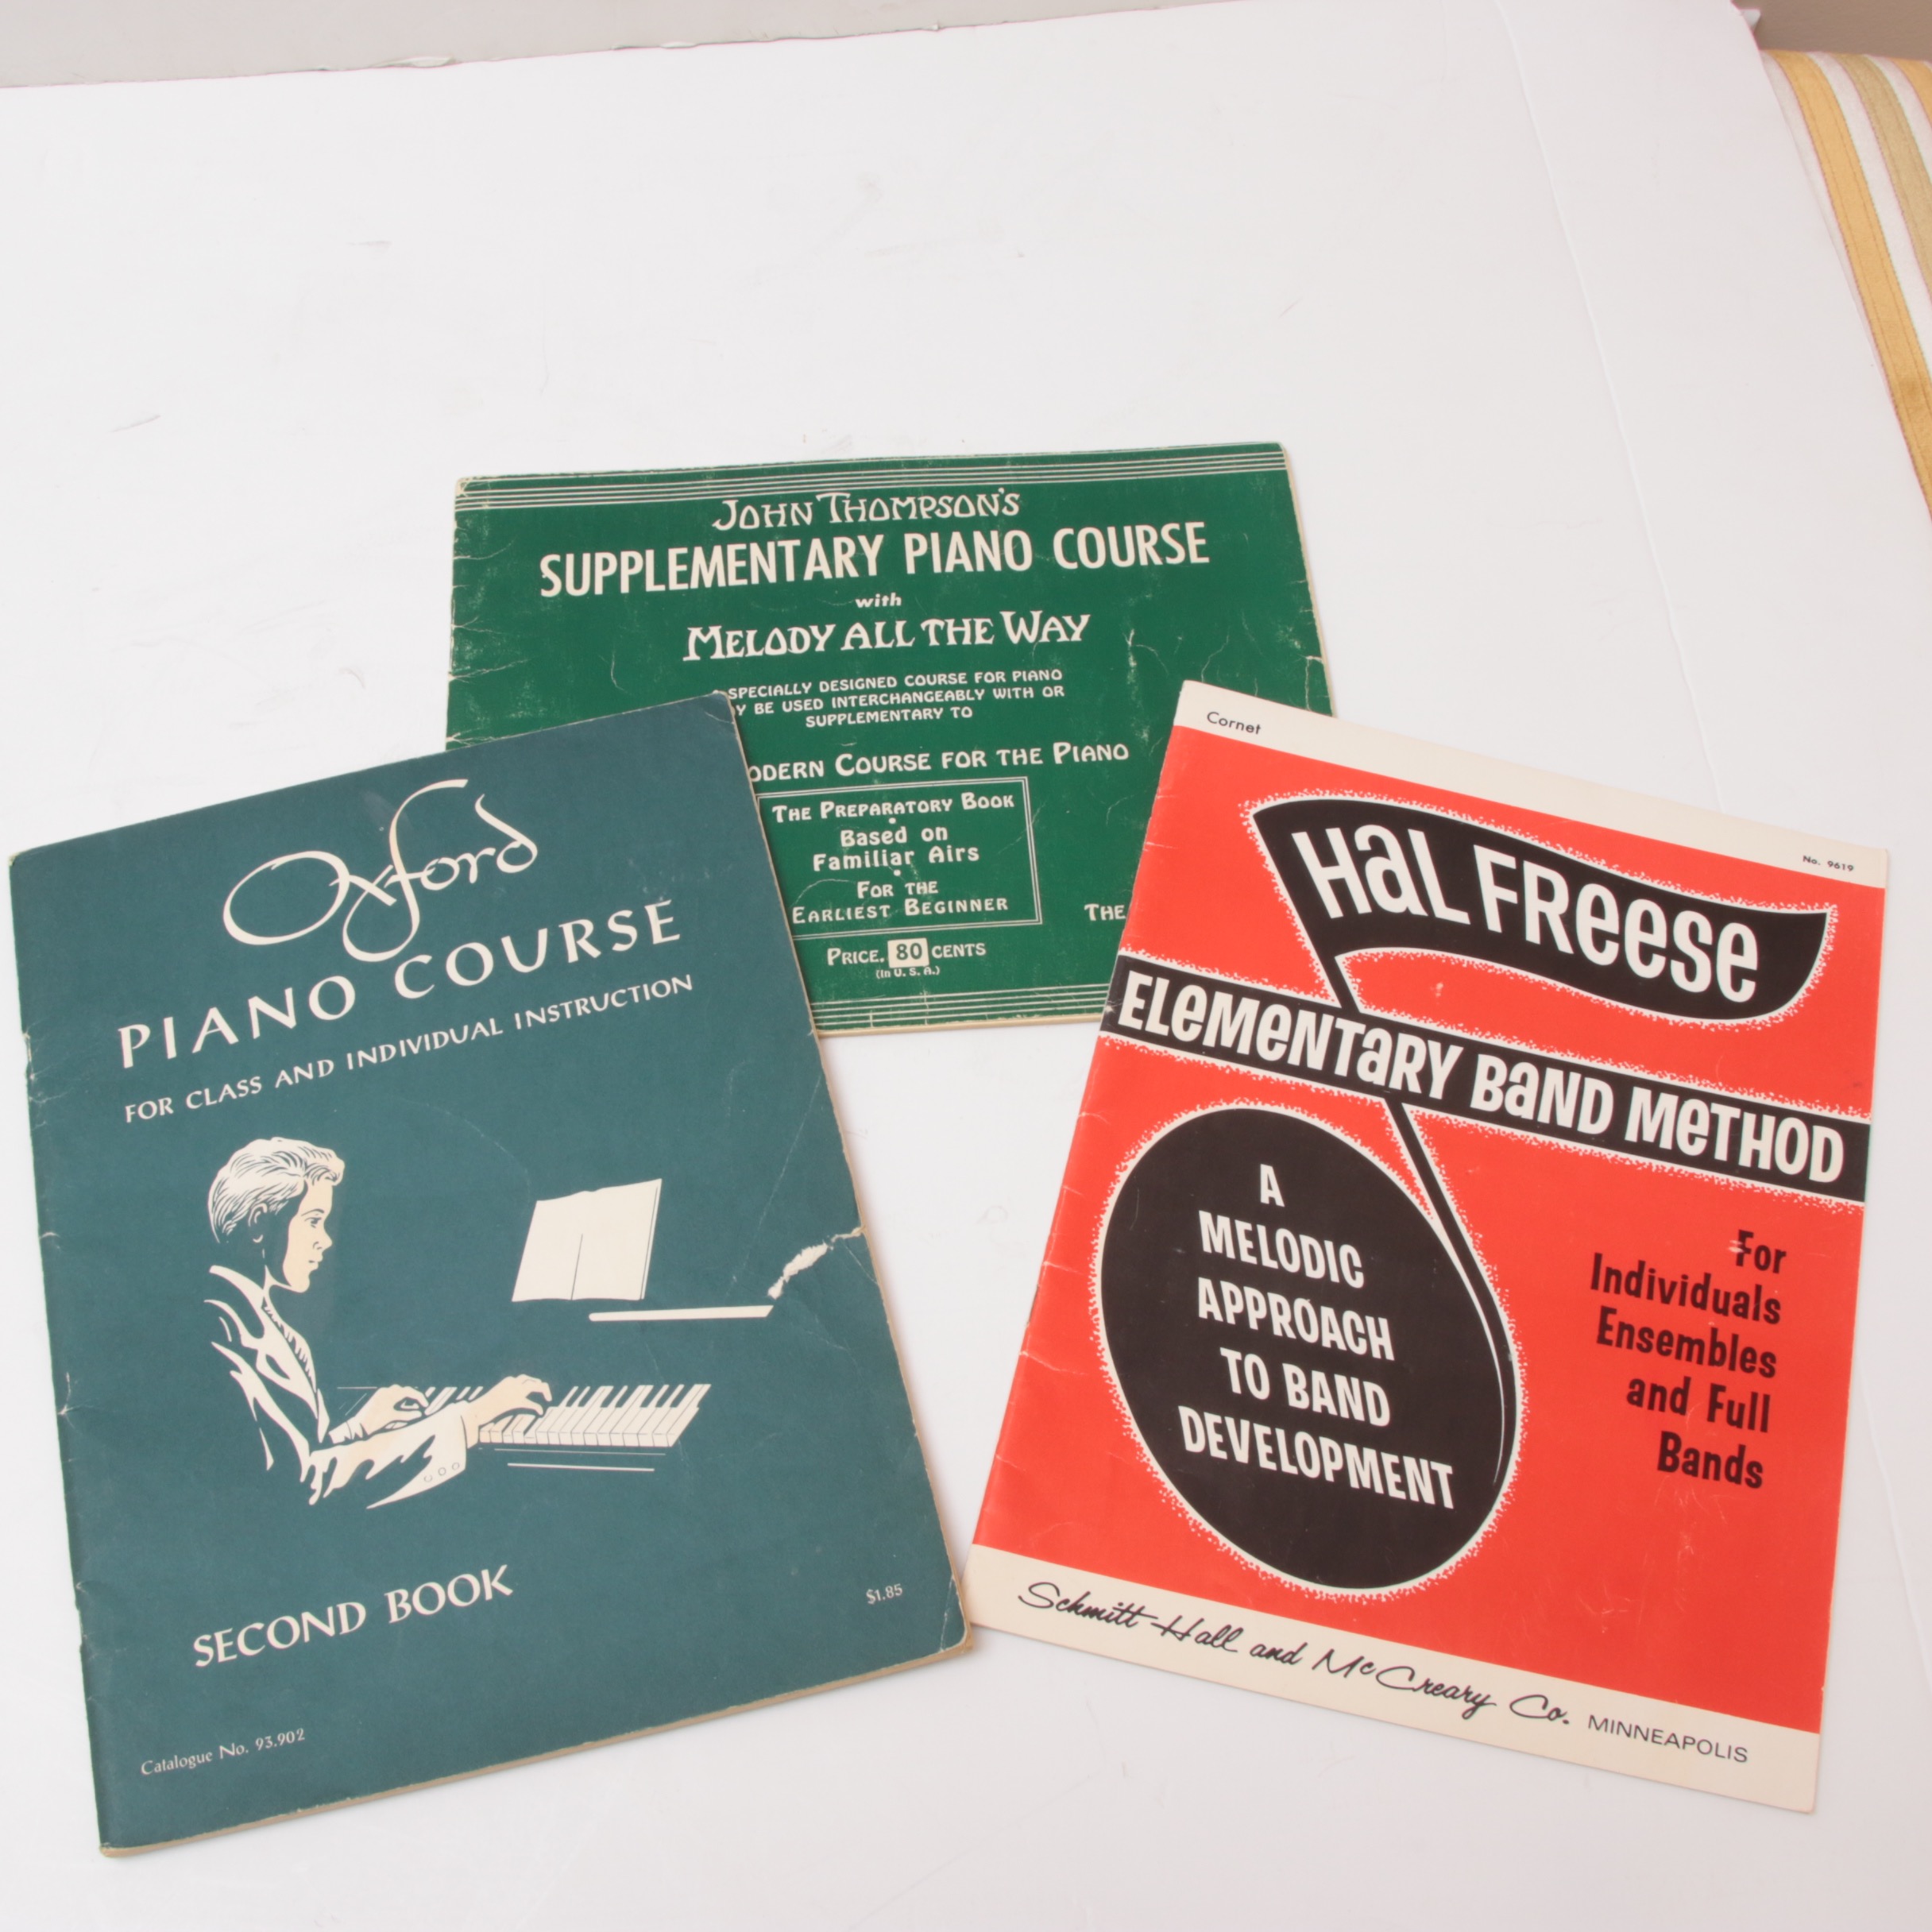 John Thompson's
SUPPLEMENTARY PIANO COURSE
with
Melody All the Way
SPECIALLY DESIGNED COURSE FOR PIANO
BE USED INTERCHANGEABLY WITH OR
SUPPLEMENTARY TO
Course for the Piano
The Preparatory Book
Based on
Familiar Airs
For the
Earliest Beginner
The
Price. 80 cents
(In U. S. A.)
Oxford
PIANO COURSE
FOR CLASS AND INDIVIDUAL INSTRUCTION
SECOND BOOK
$1.85
Catalogue No. 93.902
Cornet
No. 9619
HaL FReese
ELeMeNTaRY BaND MeTHOD
A
MELODIC
APPROACH
TO BAND
DEVELOPMENT
For
Individuals
Ensembles
and Full
Bands
Schmitt Hall and McCreary Co. MINNEAPOLIS